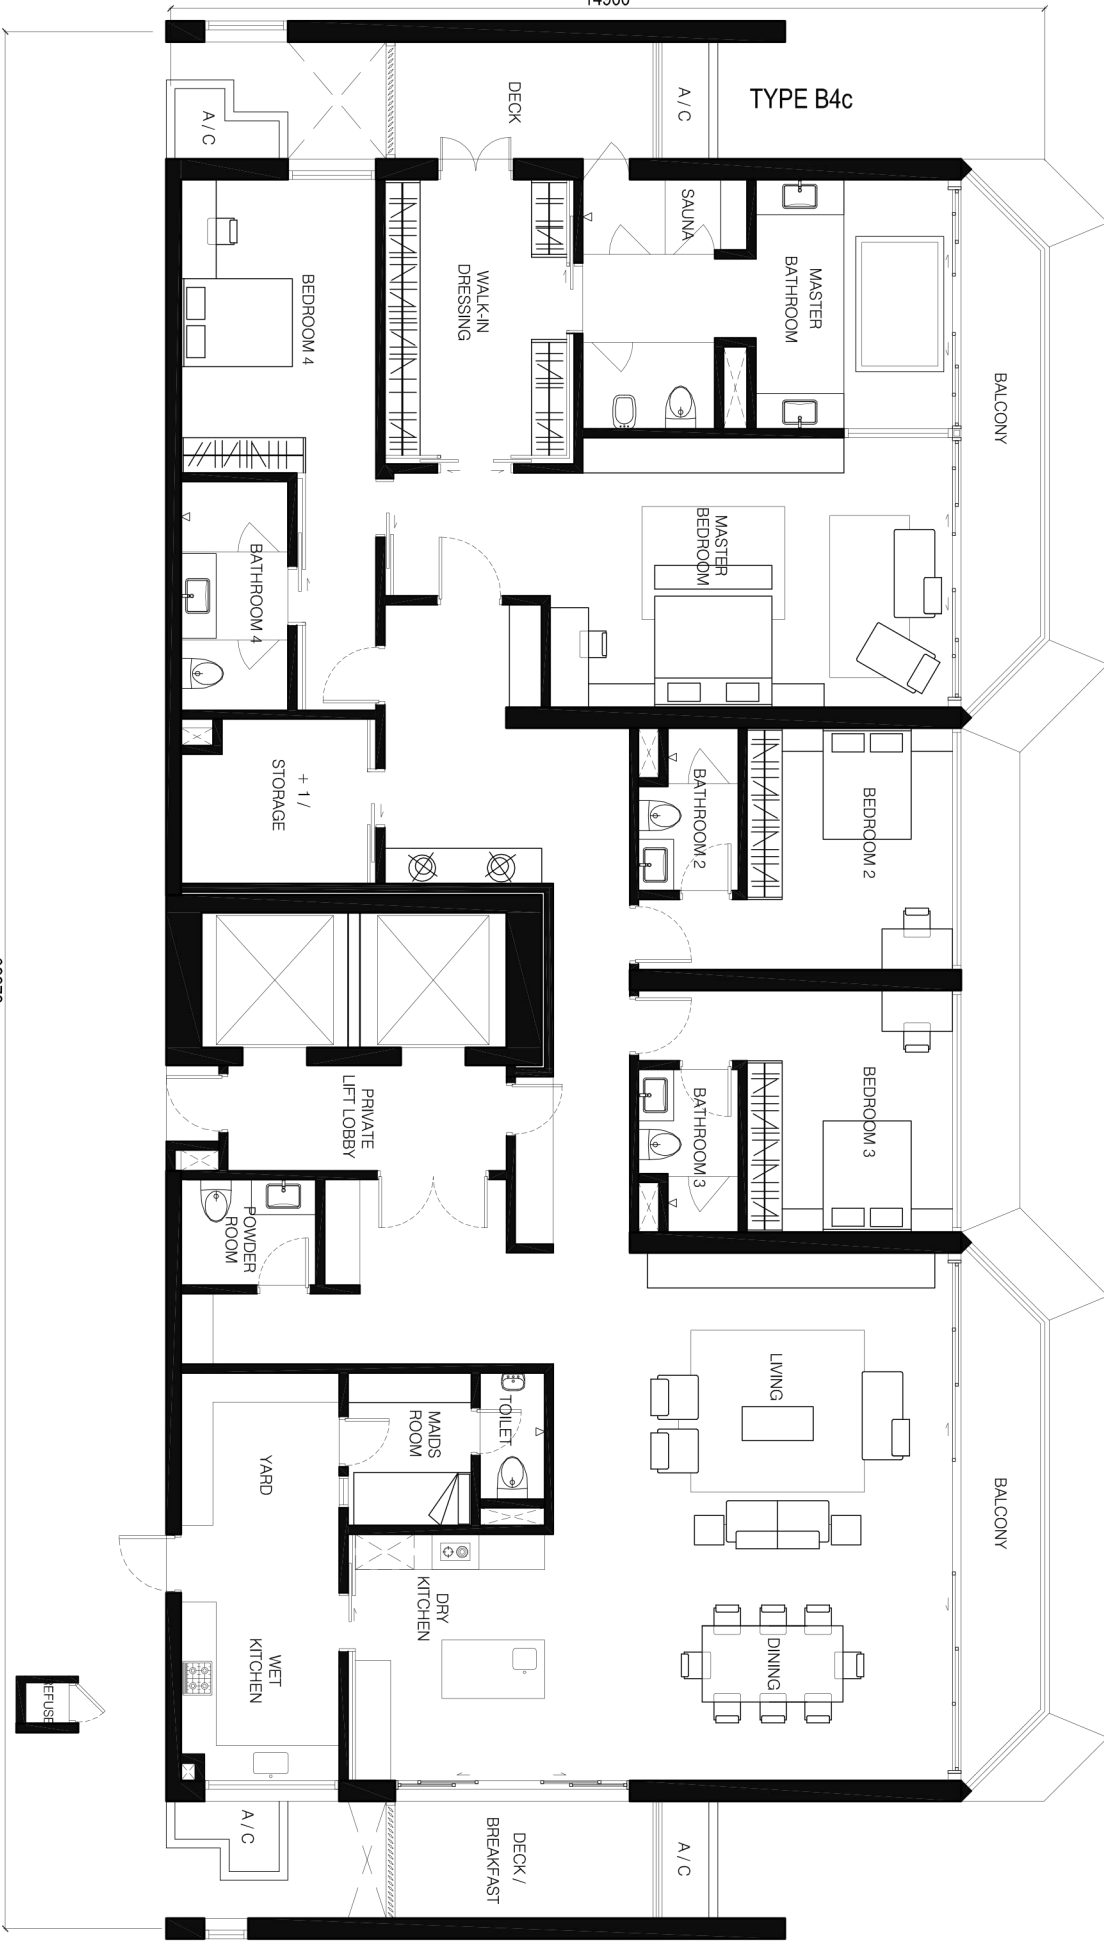 TYPE B4c
DECK
A / C
A / C
SAUNA
MASTER
BATHROOM
WALK-IN
DRESSING
BEDROOM 4
BALCONY
MASTER
BEDROOM
BATHROOM 4
+ 1 /
STORAGE
BATHROOM 2
BEDROOM 2
PRIVATE
LIFT LOBBY
BATHROOM 3
BEDROOM 3
POWDER
ROOM
LIVING
TOILET
MAIDS
ROOM
YARD
BALCONY
DRY
KITCHEN
DINING
WET
KITCHEN
REFUSE
A / C
DECK /
BREAKFAST
A / C